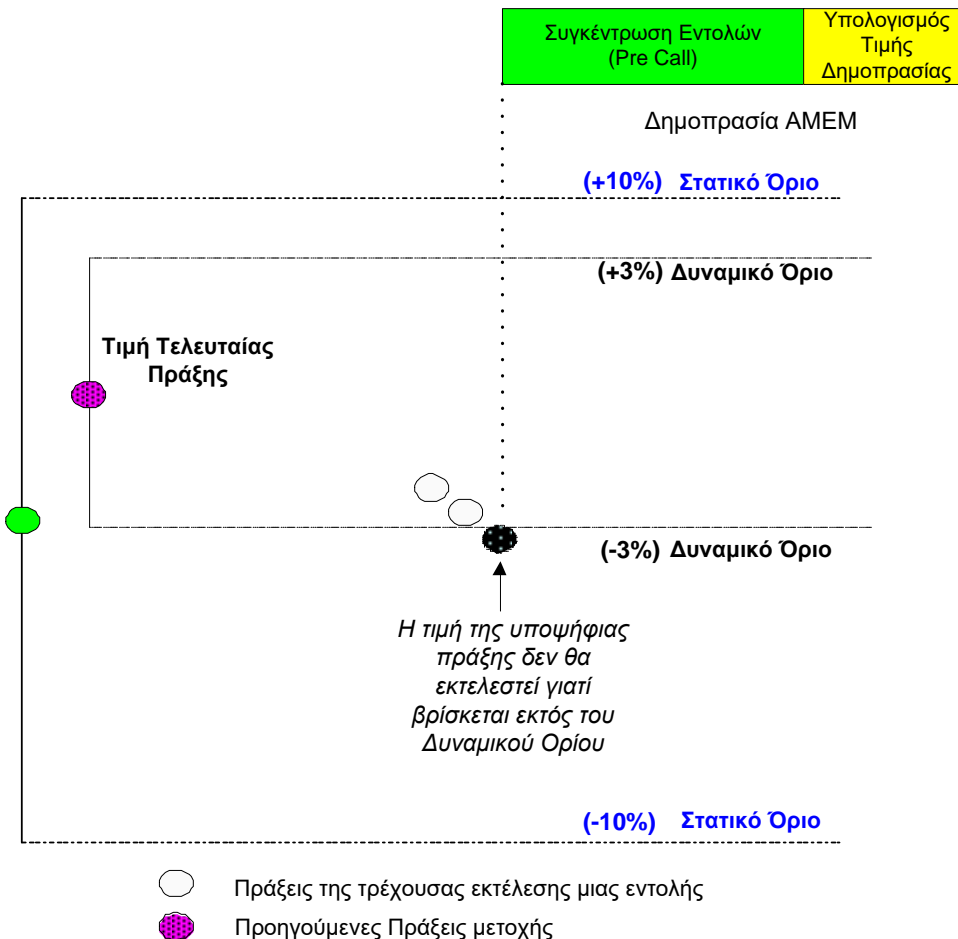 Συγκέντρωση Εντολών
(Pre Call)
Υπολογισμός
Τιμής
Δημοπρασίας
Δημοπρασία ΑΜΕΜ
(+10%) Στατικό Όριο
(+3%) Δυναμικό Όριο
Τιμή Τελευταίας
Πράξης
(-3%) Δυναμικό Όριο
Η τιμή της υποψήφιας
πράξης δεν θα
εκτελεστεί γιατί
βρίσκεται εκτός του
Δυναμικού Ορίου
(-10%) Στατικό Όριο
Πράξεις της τρέχουσας εκτέλεσης μιας εντολής
Προηγούμενες Πράξεις μετοχής